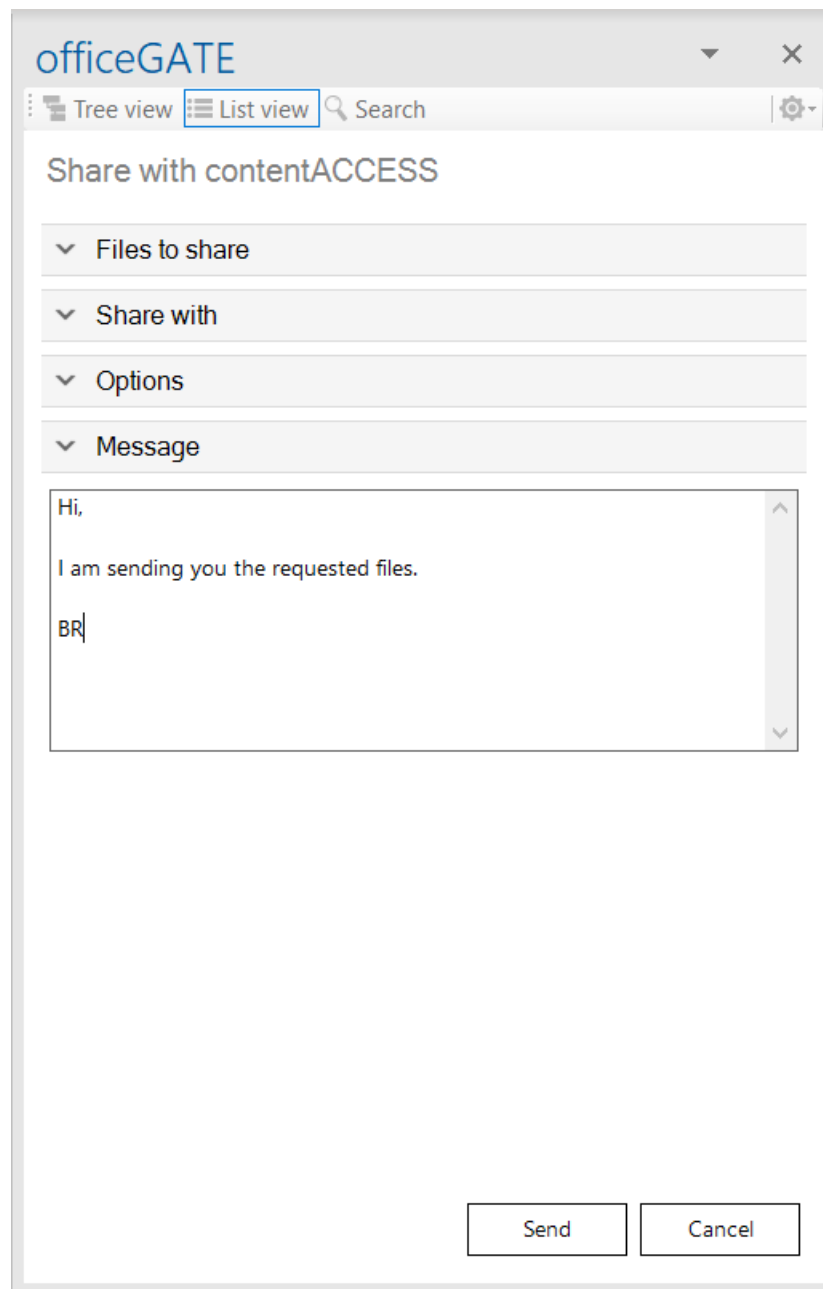 officeGATE
Tree view List view Search
Share with contentACCESS
Files to share
Share with
Options
Message
Hi,
I am sending you the requested files.
BR
Send Cancel